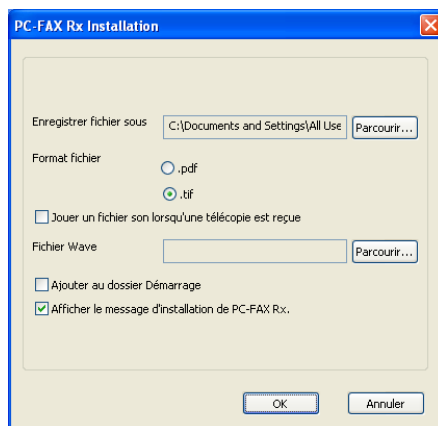 PC-FAX Rx Installation
Enregistrer fichier sous C:\Documents and Settings\All Use Parcourir...
Format fichier
.pdf
.tif
Jouer un fichier son lorsqu'une télécopie est reçue
Fichier Wave Parcourir...
Ajouter au dossier Démarrage
Afficher le message d'installation de PC-FAX Rx.
OK Annuler